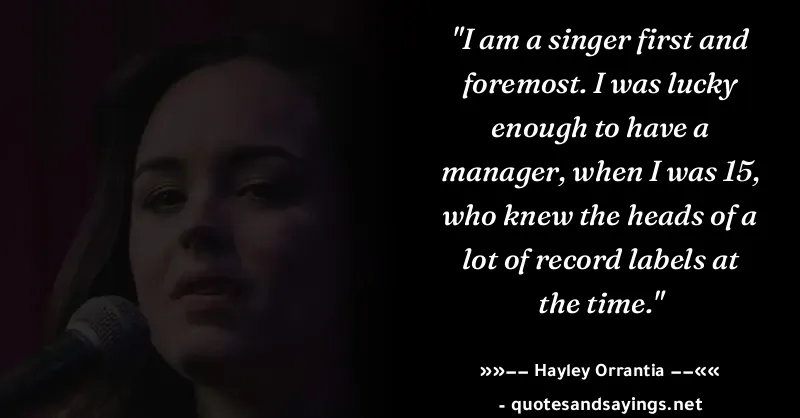 "I am a singer first and
foremost. I was lucky
enough to have a
manager, when I was 15,
who knew the heads of a
lot of record labels at
the time."
»»–– Hayley Orrantia ––««
- quotesandsayings.net